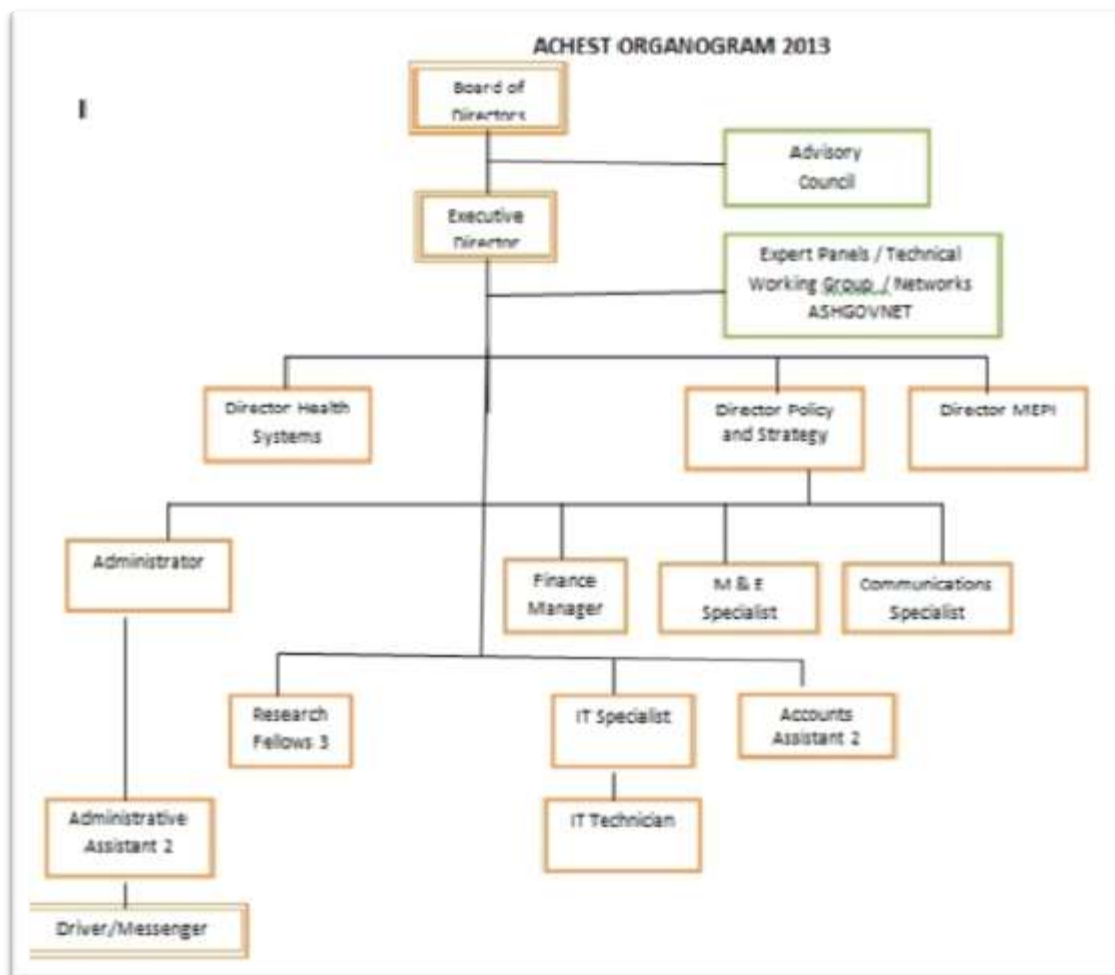 ACHEST ORGANOGRAM 2013
Board of
Directors
I
Advisory
Council
Executive
Director
Expert Panels / Technical
Working Group / Networks
ASHGOVNET
Director Health
Systems
Director Policy
and Strategy
Director MEPI
Administrator
Finance
Manager
M & E
Specialist
Communications
Specialist
Research
Fellows 3
IT Specialist
Accounts
Assistant 2
Administrative
Assistant 2
IT Technician
Driver/Messenger